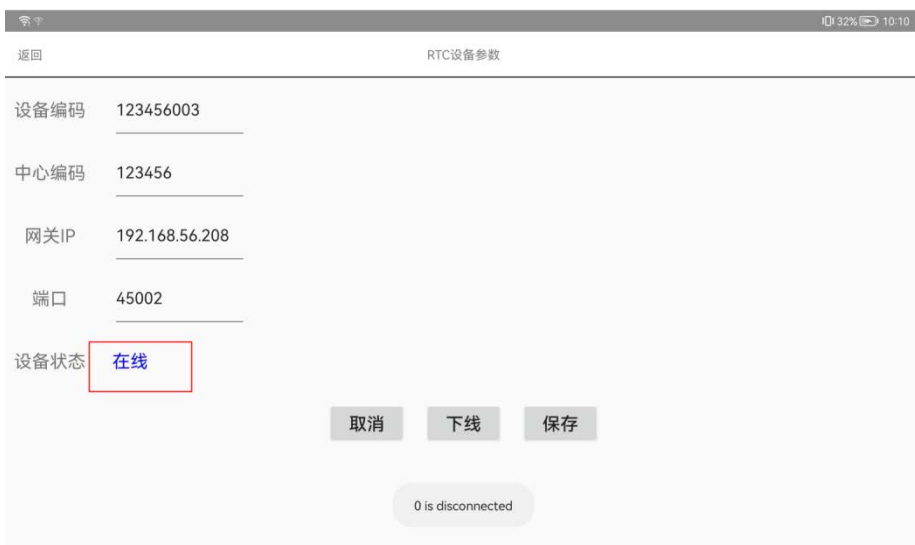 32% 10:10
返回 RTC设备参数
设备编码 123456003
中心编码 123456
网关IP 192.168.56.208
端口 45002
设备状态 在线
取消 下线 保存
0 is disconnected